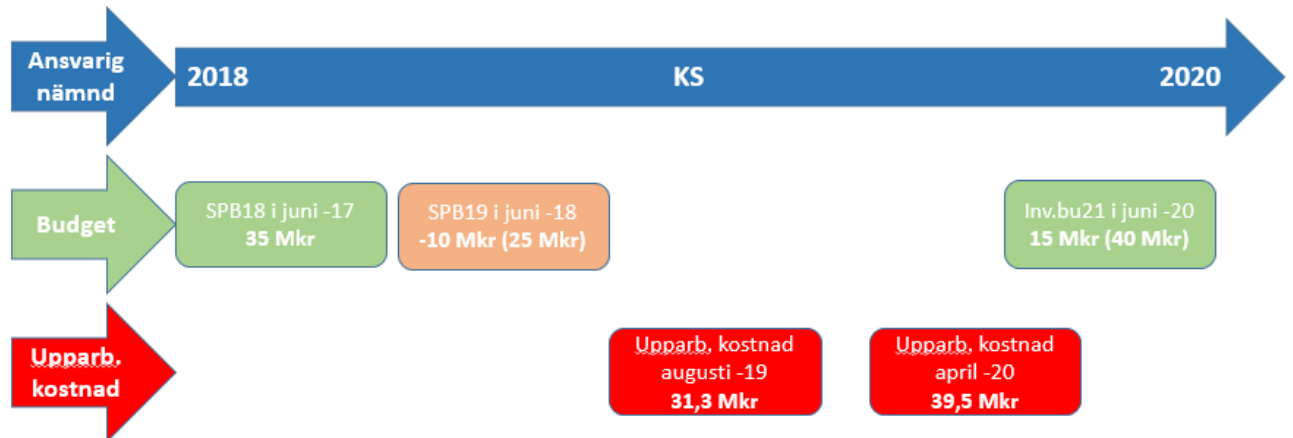 Ansvarig
nämnd
2018
KS
2020
Budget
SPB18 i juni -17
35 Mkr
SPB19 i juni -18
-10 Mkr (25 Mkr)
Inv.bu21 i juni -20
15 Mkr (40 Mkr)
Upparb.
kostnad
Upparb. kostnad
augusti -19
31,3 Mkr
Upparb. kostnad
april -20
39,5 Mkr